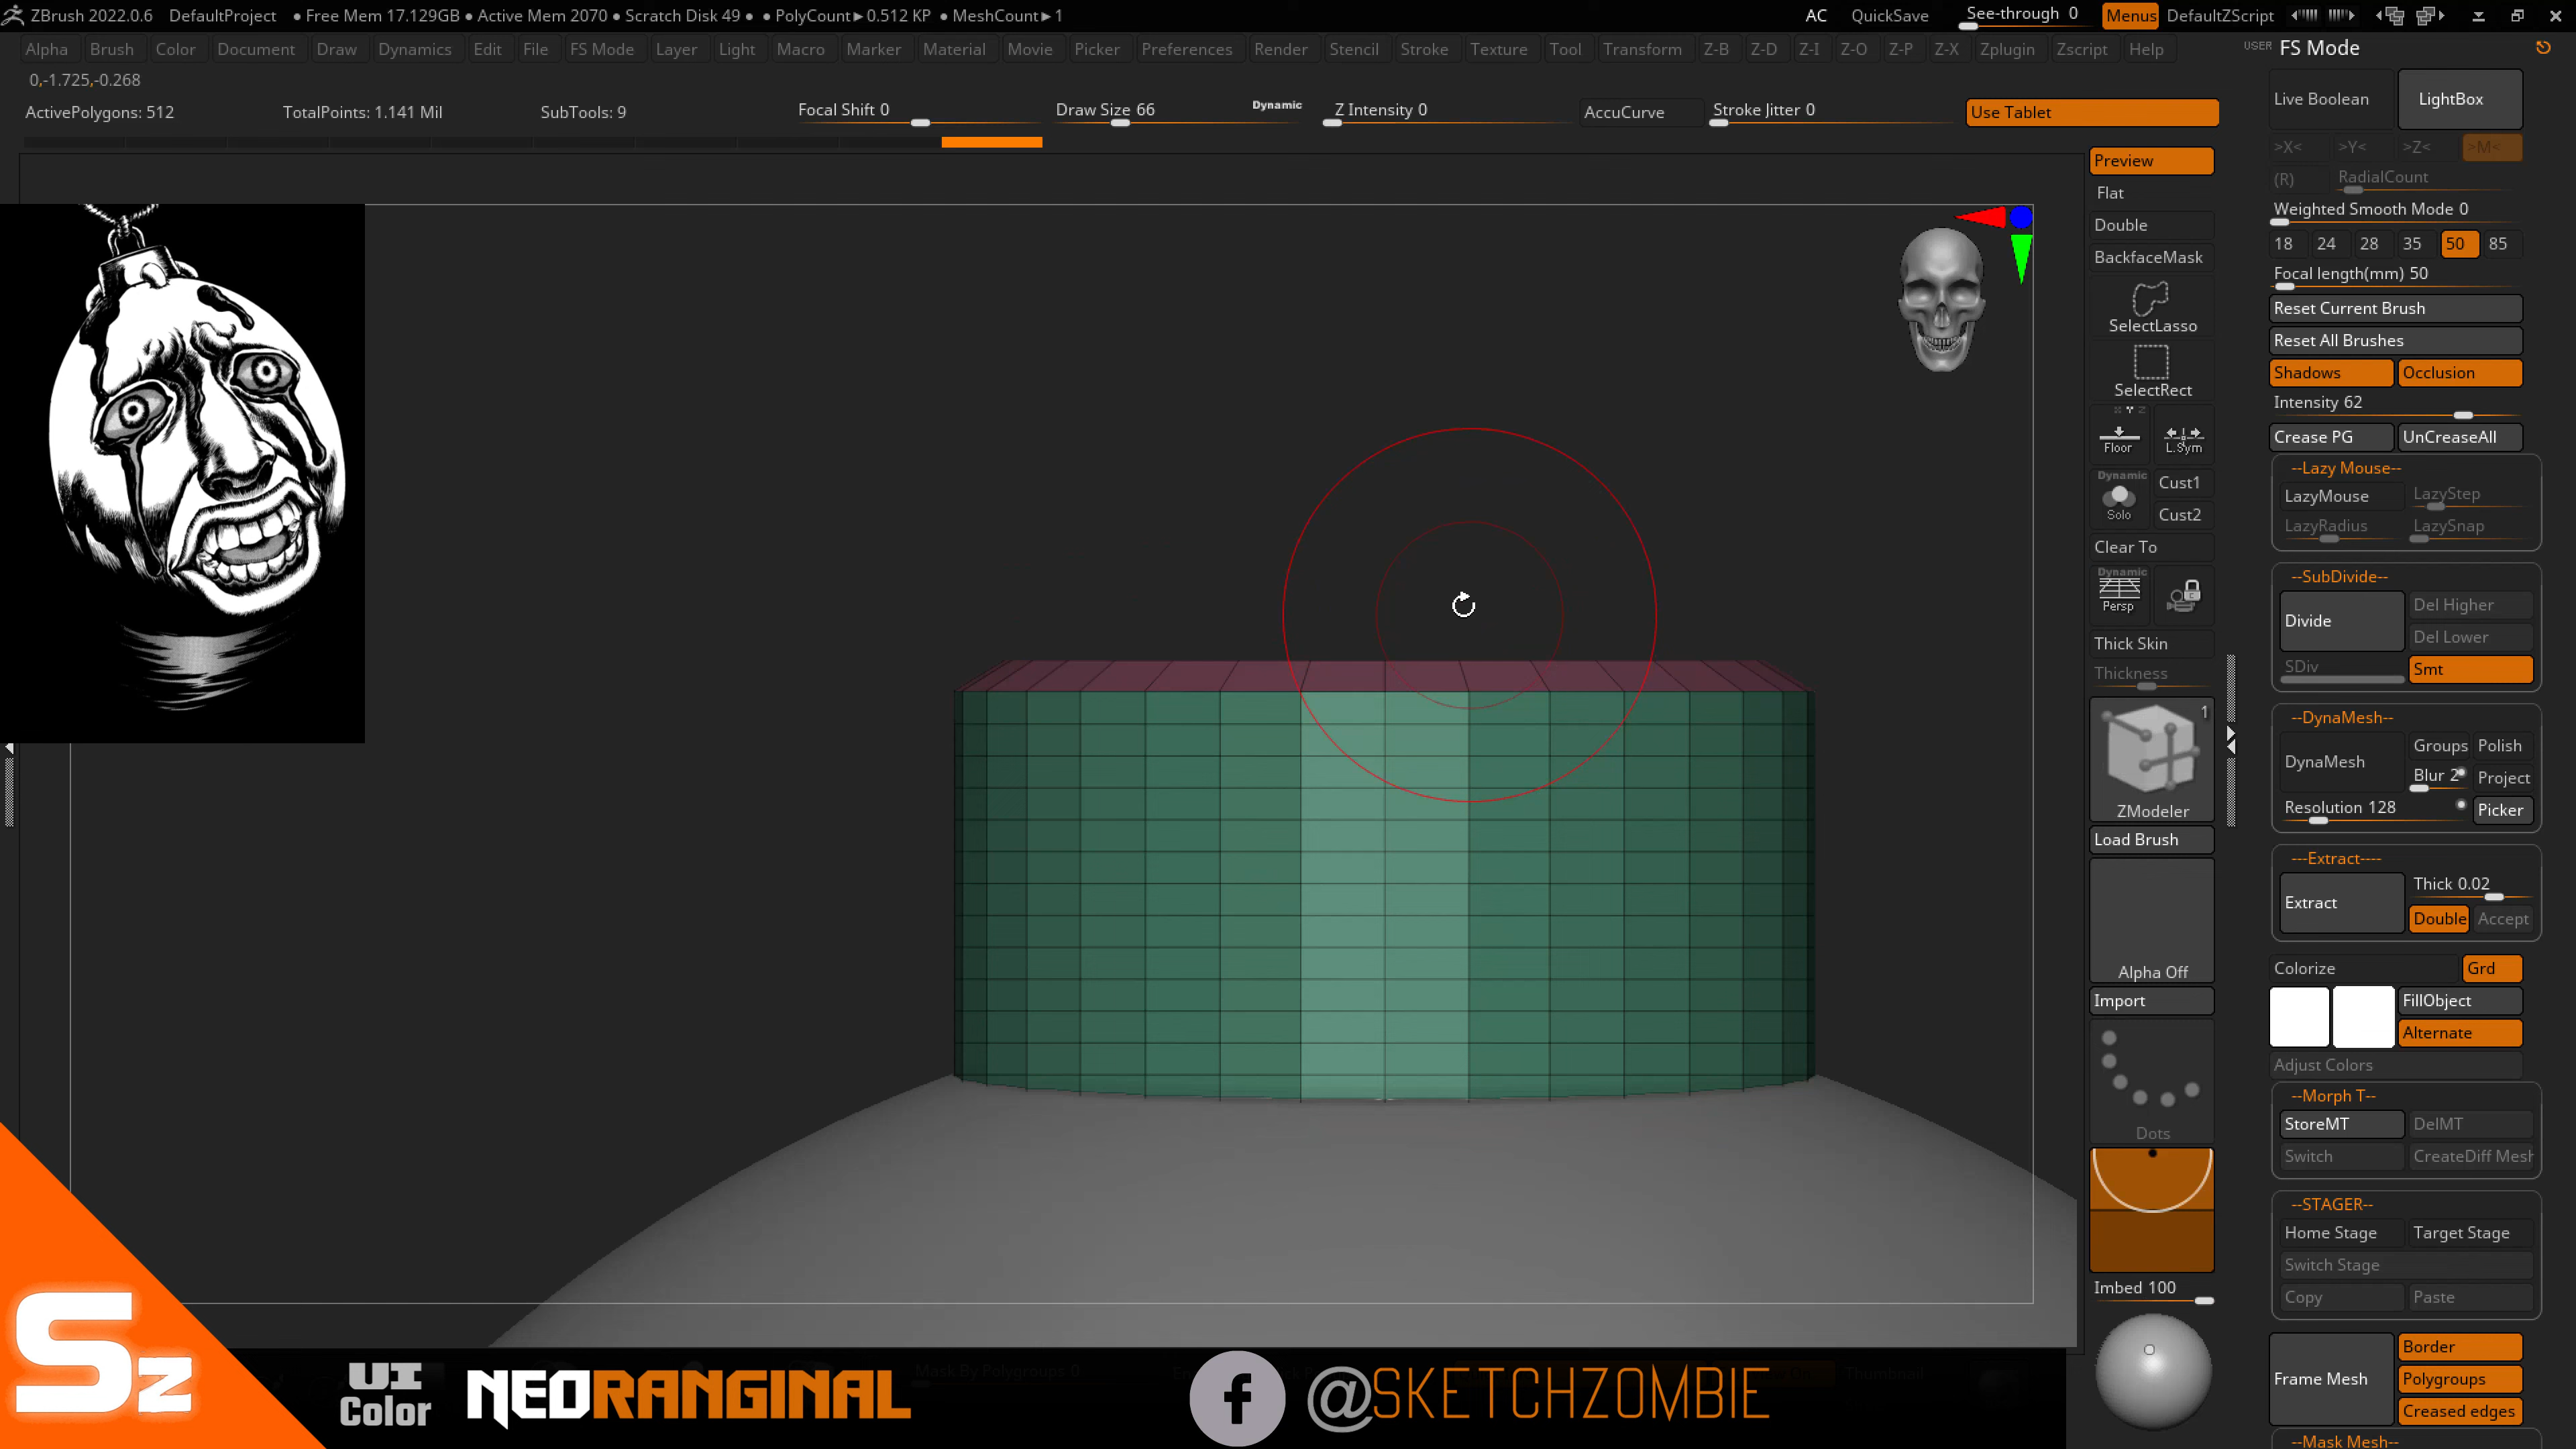 ZBrush 2022.0.6 DefaultProject ● Free Mem 17.129GB ● Active Mem 2070 ● Scratch Disk 49 ● ● PolyCount►0.512 KP ● MeshCount►1 AC QuickSave See-through 0 Menus DefaultZScript
Alpha Brush Color Document Draw Dynamics Edit File FS Mode Layer Light Macro Marker Material Movie Picker Preferences Render Stencil Stroke Texture Tool Transform Z-B Z-D Z-I Z-O Z-P Z-X Zplugin Zscript Help
USER FS Mode
0,-1.725,-0.268
ActivePolygons: 512 TotalPoints: 1.141 Mil SubTools: 9 Focal Shift 0 Draw Size 66 Dynamic Z Intensity 0 AccuCurve Stroke Jitter 0 Use Tablet
Preview
Flat
Double
BackfaceMask
SelectLasso
SelectRect
Floor L.Sym
Dynamic
Solo
Cust1
Cust2
Clear To
Dynamic
Persp
Thick Skin
Thickness
1
ZModeler
Load Brush
Alpha Off
Import
Dots
Imbed 100
Live Boolean LightBox
>X< >Y< >Z< >M<
(R) RadialCount
Weighted Smooth Mode 0
18 24 28 35 50 85
Focal length(mm) 50
Reset Current Brush
Reset All Brushes
Shadows Occlusion
Intensity 62
Crease PG UnCreaseAll
--Lazy Mouse--
LazyMouse LazyStep
LazyRadius LazySnap
--SubDivide--
Divide Del Higher
Del Lower
SDiv Smt
--DynaMesh--
DynaMesh Groups Polish
Blur 2 Project
Resolution 128 Picker
---Extract----
Extract Thick 0.02
Double Accept
Colorize Grd
FillObject
Alternate
Adjust Colors
--Morph T--
StoreMT DelMT
Switch CreateDiff Mesh
--STAGER--
Home Stage Target Stage
Switch Stage
Copy Paste
Frame Mesh Border
Polygroups
Creased edges
--Mask Mesh--
Mask By Polygroups 0 Thumbnail
Sz
UI
Color
NEORANGINAL
f @SKETCHZOMBIE